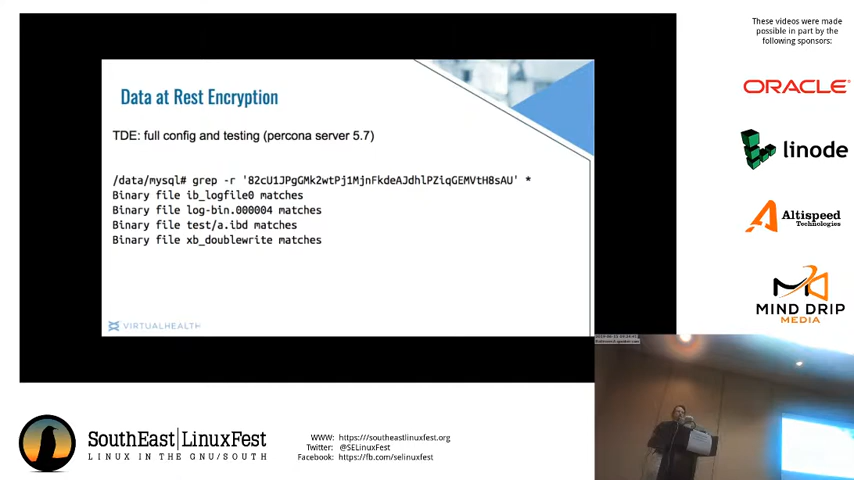 These videos were made
possible in part by the
following sponsors:
ORACLE
linode
Altispeed
Technologies
MIND DRIP
MEDIA
Data at Rest Encryption
TDE: full config and testing (percona server 5.7)
/data/mysql# grep -r '82cU1JPgGMk2wtPj1MjnFkdeAJdhlPZiqGEMVtH8sAU' *
Binary file ib_logfile0 matches
Binary file log-bin.000004 matches
Binary file test/a.ibd matches
Binary file xb_doublewrite matches
VIRTUALHEALTH
SouthEast|LinuxFest
LINUX IN THE GNU/SOUTH
WWW: https:///southeastlinuxfest.org
Twitter: @SELinuxFest
Facebook: https://fb.com/selinuxfest